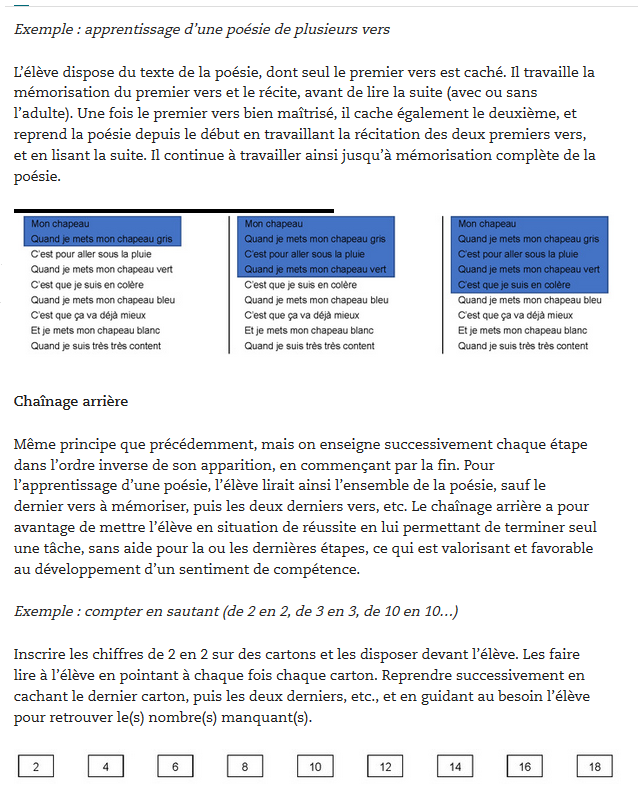 Exemple : apprentissage d’une poésie de plusieurs vers
L’élève dispose du texte de la poésie, dont seul le premier vers est caché. Il travaille la
mémorisation du premier vers et le récite, avant de lire la suite (avec ou sans
l’adulte). Une fois le premier vers bien maîtrisé, il cache également le deuxième, et
reprend la poésie depuis le début en travaillant la récitation des deux premiers vers,
et en lisant la suite. Il continue à travailler ainsi jusqu’à mémorisation complète de la
poésie.
Mon chapeau
Quand je mets mon chapeau gris
C’est pour aller sous la pluie
Quand je mets mon chapeau vert
C’est que je suis en colère
Quand je mets mon chapeau bleu
C’est que ça va déjà mieux
Et je mets mon chapeau blanc
Quand je suis très très content
Mon chapeau
Quand je mets mon chapeau gris
C’est pour aller sous la pluie
Quand je mets mon chapeau vert
C’est que je suis en colère
Quand je mets mon chapeau bleu
C’est que ça va déjà mieux
Et je mets mon chapeau blanc
Quand je suis très très content
Mon chapeau
Quand je mets mon chapeau gris
C’est pour aller sous la pluie
Quand je mets mon chapeau vert
C’est que je suis en colère
Quand je mets mon chapeau bleu
C’est que ça va déjà mieux
Et je mets mon chapeau blanc
Quand je suis très très content
Chaînage arrière
Même principe que précédemment, mais on enseigne successivement chaque étape
dans l’ordre inverse de son apparition, en commençant par la fin. Pour
l’apprentissage d’une poésie, l’élève lirait ainsi l’ensemble de la poésie, sauf le
dernier vers à mémoriser, puis les deux derniers vers, etc. Le chaînage arrière a pour
avantage de mettre l’élève en situation de réussite en lui permettant de terminer seul
une tâche, sans aide pour la ou les dernières étapes, ce qui est valorisant et favorable
au développement d’un sentiment de compétence.
Exemple : compter en sautant (de 2 en 2, de 3 en 3, de 10 en 10…)
Inscrire les chiffres de 2 en 2 sur des cartons et les disposer devant l’élève. Les faire
lire à l’élève en pointant à chaque fois chaque carton. Reprendre successivement en
cachant le dernier carton, puis les deux derniers, etc., et en guidant au besoin l’élève
pour retrouver le(s) nombre(s) manquant(s).
2 4 6 8 10 12 14 16 18